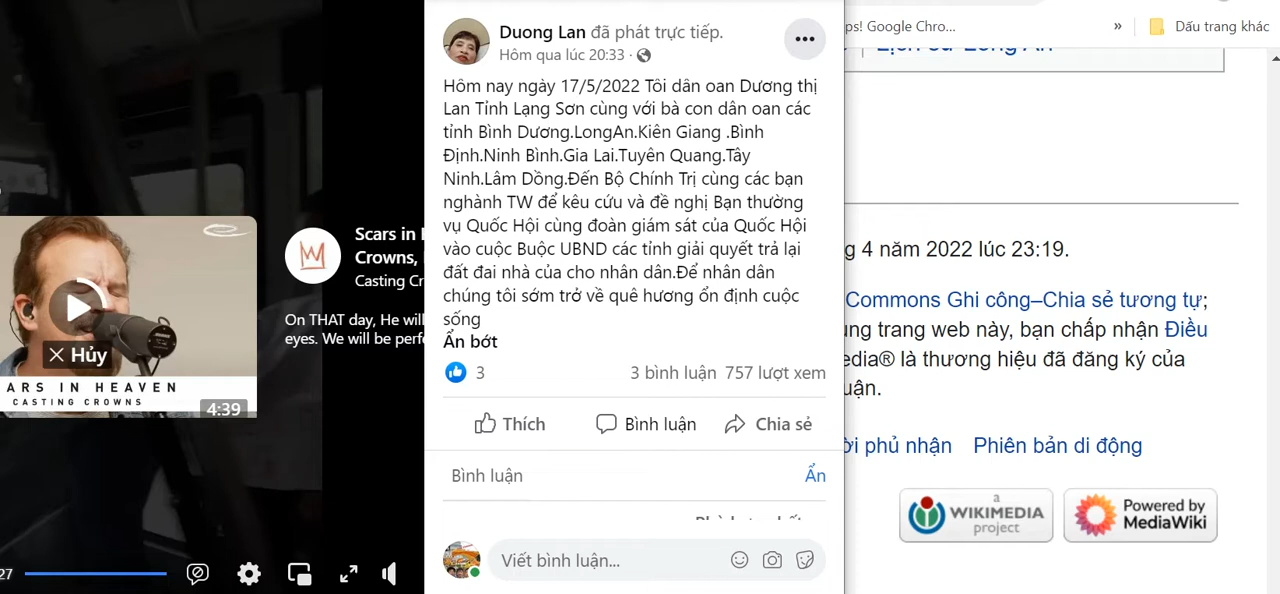 Duong Lan đã phát trực tiếp.
Hôm qua lúc 20:33 ·
Hôm nay ngày 17/5/2022 Tôi dân oan Dương thị
Lan Tỉnh Lạng Sơn cùng với bà con dân oan các
tỉnh Bình Dương.LongAn.Kiên Giang .Bình
Định.Ninh Bình.Gia Lai.Tuyên Quang.Tây
Ninh.Lâm Dồng.Đến Bộ Chính Trị cùng các bạn
nghành TW để kêu cứu và đề nghị Bạn thường
vụ Quốc Hội cùng đoàn giám sát của Quốc Hội
vào cuộc Buộc UBND các tỉnh giải quyết trả lại
đất đai nhà của cho nhân dân.Để nhân dân
chúng tôi sớm trở về quê hương ổn định cuộc
sống
Ẩn bớt
3
3 bình luận 757 lượt xem
Thích
Bình luận
Chia sẻ
Bình luận
Ẩn
Viết bình luận...
Scars in
Crowns,
Casting Cr
On THAT day, He will
eyes. We will be perf
× Hủy
ARS IN HEAVEN
CASTING CROWNS
4:39
27
ps! Google Chro...
»
Dấu trang khác
Lịch sử Long An
g 4 năm 2022 lúc 23:19.
Commons Ghi công–Chia sẻ tương tự;
ung trang web này, bạn chấp nhận Điều
edia® là thương hiệu đã đăng ký của
uận.
ời phủ nhận Phiên bản di động
a
WIKIMEDIA
project
Powered by
MediaWiki